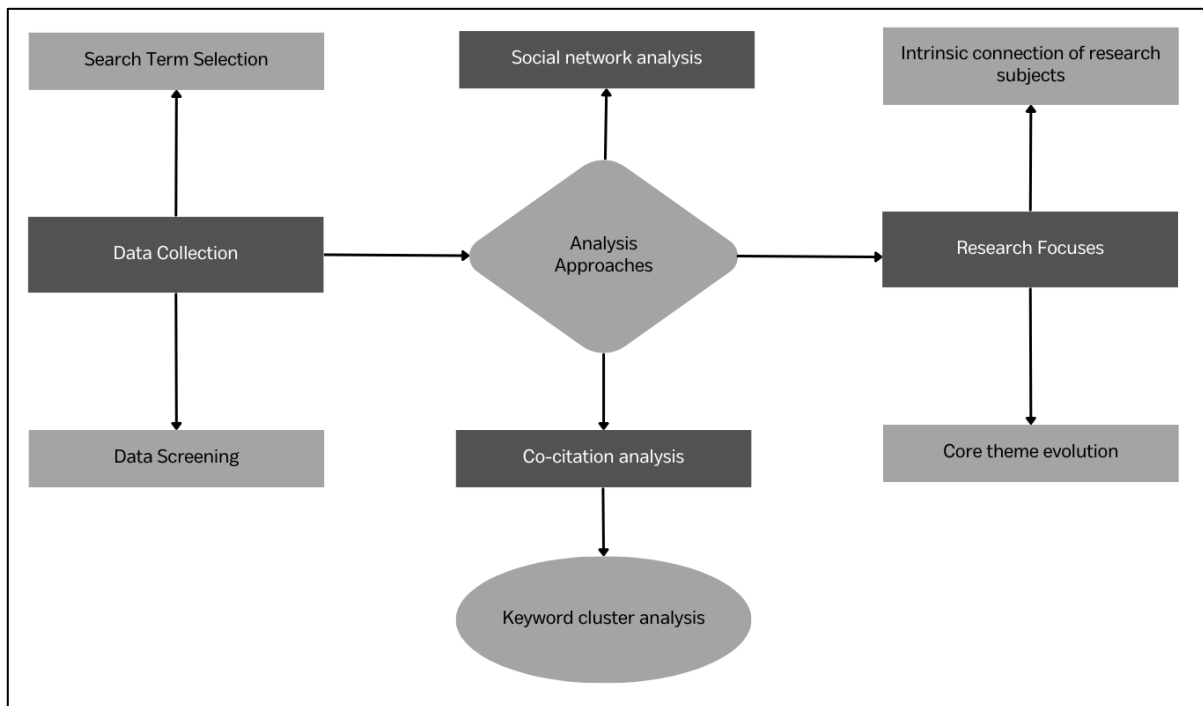 Search Term Selection
Social network analysis
Intrinsic connection of research
subjects
Data Collection
Analysis
Approaches
Research Focuses
Data Screening
Co-citation analysis
Core theme evolution
Keyword cluster analysis